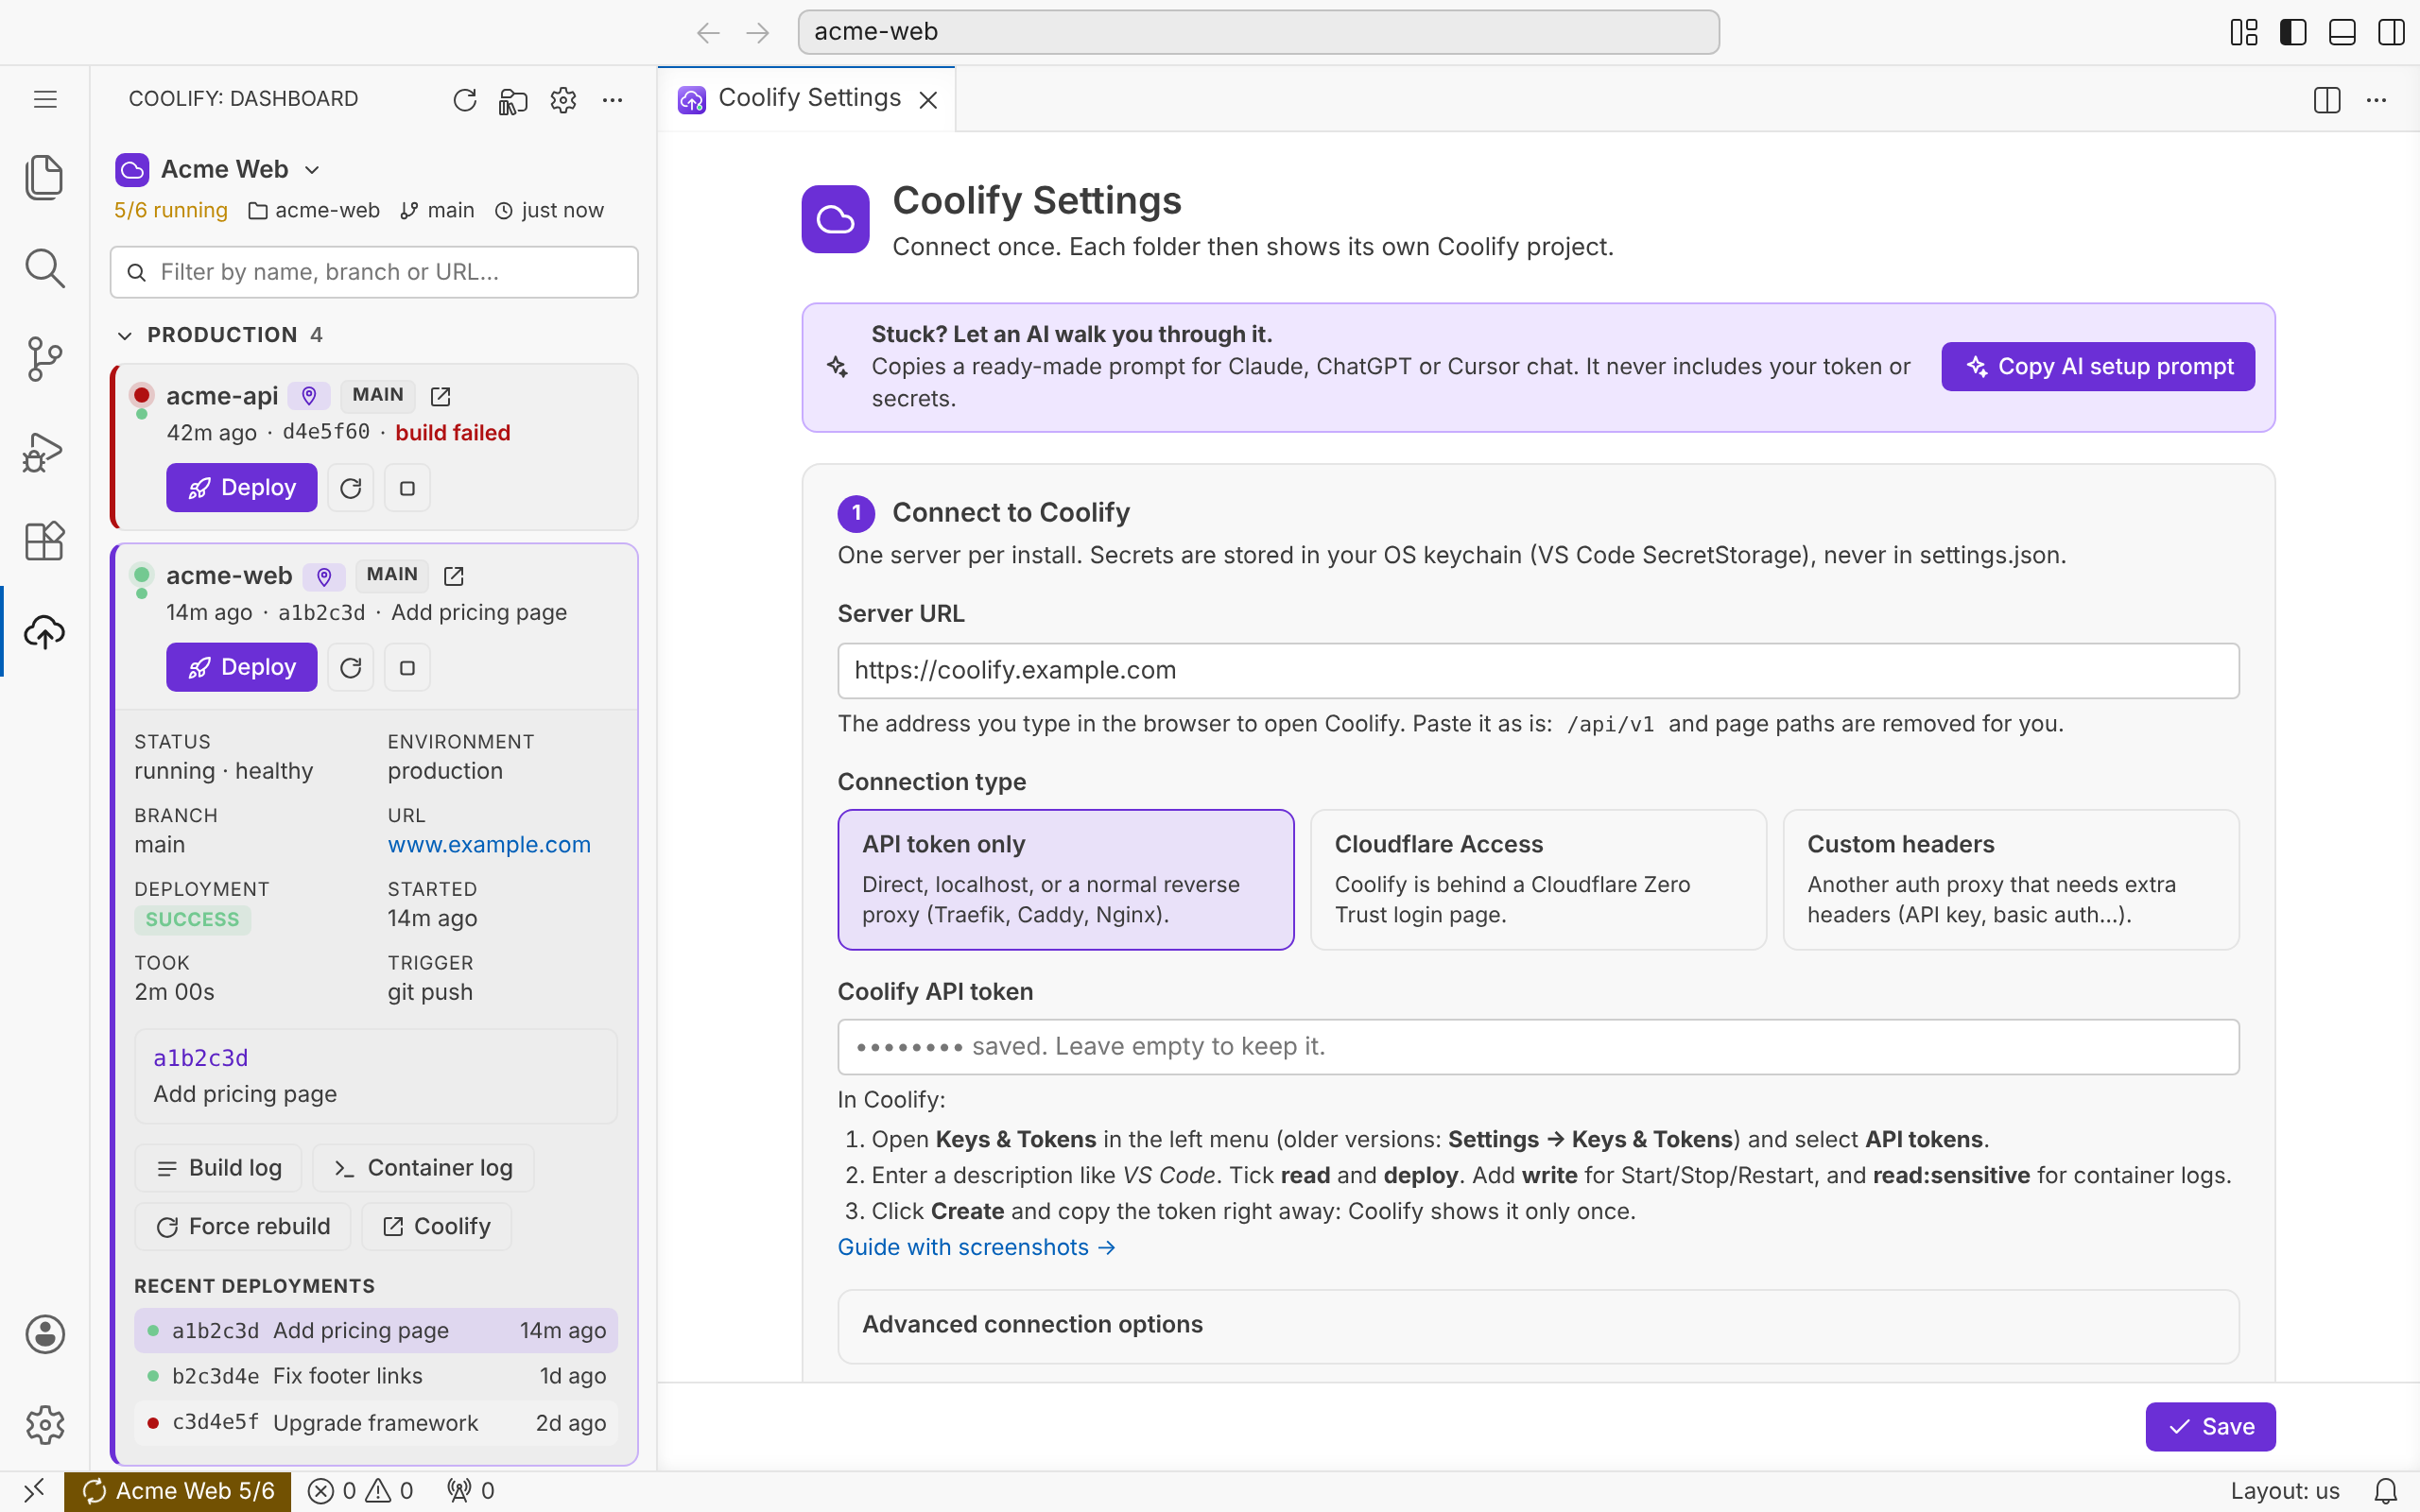 acme-web
COOLIFY: DASHBOARD
Acme Web
5/6 running acme-web main just now
Filter by name, branch or URL...
PRODUCTION 4
acme-api MAIN
42m ago · d4e5f60 · build failed
Deploy
acme-web MAIN
14m ago · a1b2c3d · Add pricing page
Deploy
STATUS ENVIRONMENT
running · healthy production
BRANCH URL
main www.example.com
DEPLOYMENT STARTED
SUCCESS 14m ago
TOOK TRIGGER
2m 00s git push
a1b2c3d
Add pricing page
Build log Container log
Force rebuild Coolify
RECENT DEPLOYMENTS
a1b2c3d Add pricing page 14m ago
b2c3d4e Fix footer links 1d ago
c3d4e5f Upgrade framework 2d ago
Coolify Settings
Coolify Settings
Connect once. Each folder then shows its own Coolify project.
Stuck? Let an AI walk you through it.
Copies a ready-made prompt for Claude, ChatGPT or Cursor chat. It never includes your token or
secrets.
Copy AI setup prompt
1 Connect to Coolify
One server per install. Secrets are stored in your OS keychain (VS Code SecretStorage), never in settings.json.
Server URL
https://coolify.example.com
The address you type in the browser to open Coolify. Paste it as is: /api/v1 and page paths are removed for you.
Connection type
API token only
Direct, localhost, or a normal reverse
proxy (Traefik, Caddy, Nginx).
Cloudflare Access
Coolify is behind a Cloudflare Zero
Trust login page.
Custom headers
Another auth proxy that needs extra
headers (API key, basic auth...).
Coolify API token
•••••••• saved. Leave empty to keep it.
In Coolify:
1. Open Keys & Tokens in the left menu (older versions: Settings → Keys & Tokens) and select API tokens.
2. Enter a description like VS Code. Tick read and deploy. Add write for Start/Stop/Restart, and read:sensitive for container logs.
3. Click Create and copy the token right away: Coolify shows it only once.
Guide with screenshots →
Advanced connection options
Save
Acme Web 5/6 0 0 0 Layout: us